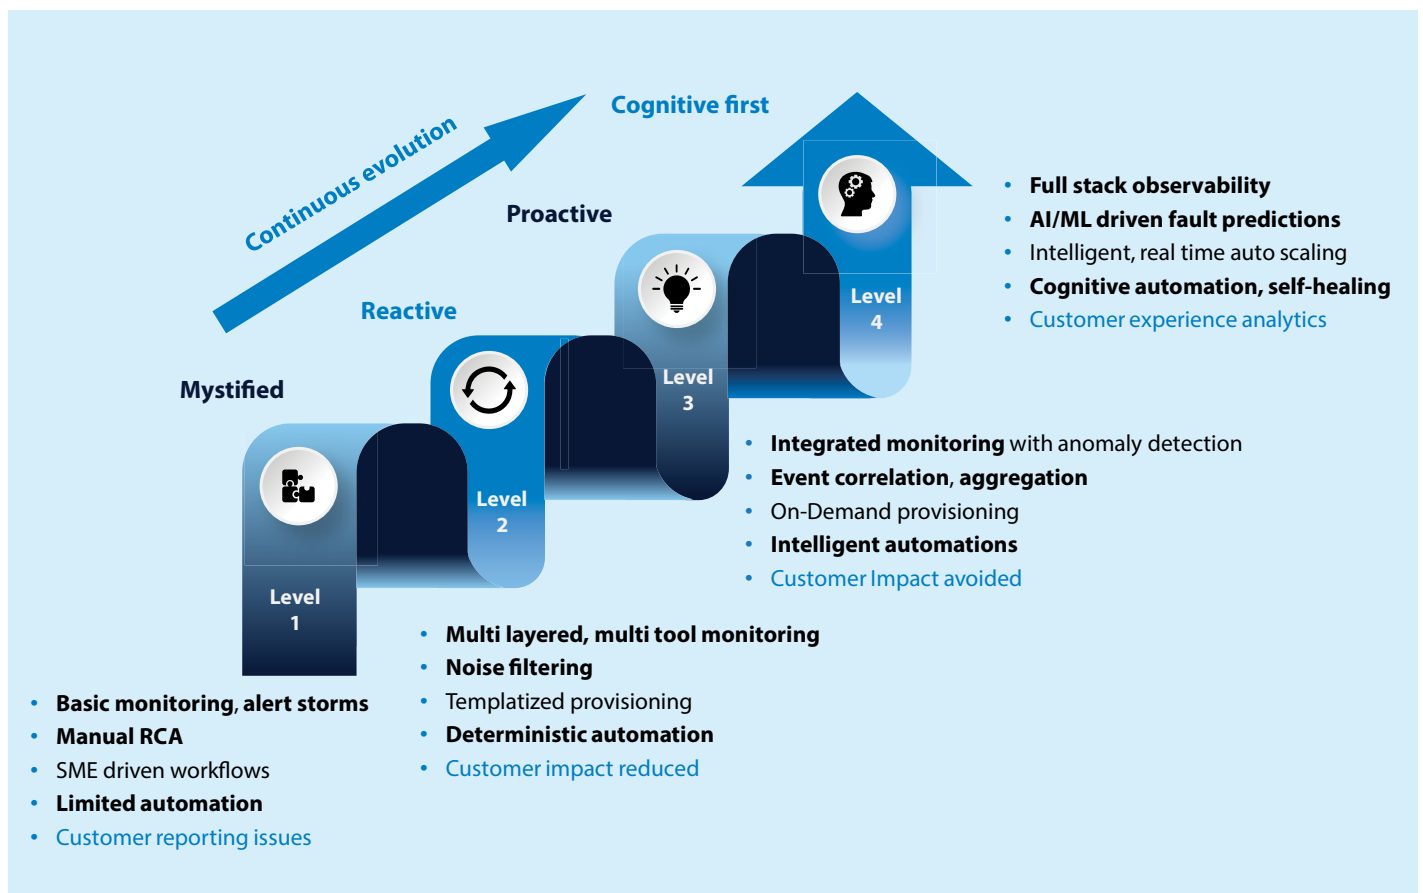 Continuous evolution
Cognitive first
Proactive
Reactive
Mystified
Level
1
Level
2
Level
3
Level
4
• Basic monitoring, alert storms
• Manual RCA
• SME driven workflows
• Limited automation
• Customer reporting issues
• Multi layered, multi tool monitoring
• Noise filtering
• Templatized provisioning
• Deterministic automation
• Customer impact reduced
• Integrated monitoring with anomaly detection
• Event correlation, aggregation
• On-Demand provisioning
• Intelligent automations
• Customer Impact avoided
• Full stack observability
• AI/ML driven fault predictions
• Intelligent, real time auto scaling
• Cognitive automation, self-healing
• Customer experience analytics